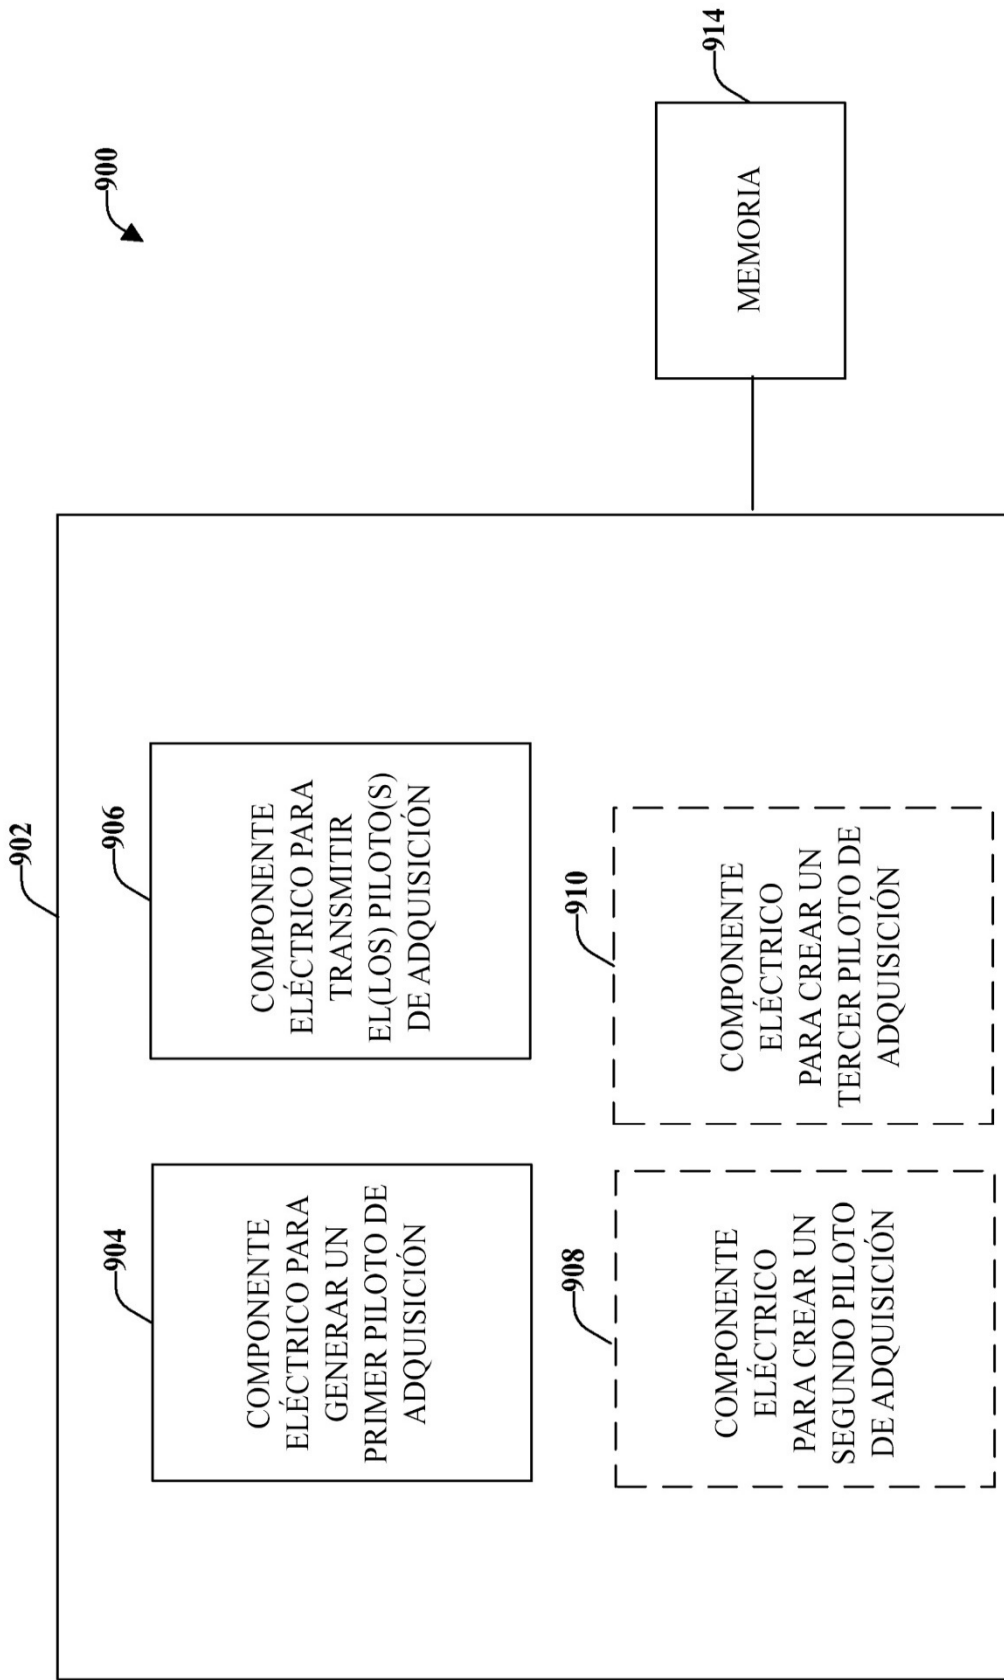 900
902
904
COMPONENTE
ELÉCTRICO PARA
GENERAR UN
PRIMER PILOTO DE
ADQUISICIÓN
906
COMPONENTE
ELÉCTRICO PARA
TRANSMITIR
EL(LOS) PILOTO(S)
DE ADQUISICIÓN
908
COMPONENTE
ELÉCTRICO
PARA CREAR UN
SEGUNDO PILOTO
DE ADQUISICIÓN
910
COMPONENTE
ELÉCTRICO
PARA CREAR UN
TERCER PILOTO DE
ADQUISICIÓN
914
MEMORIA